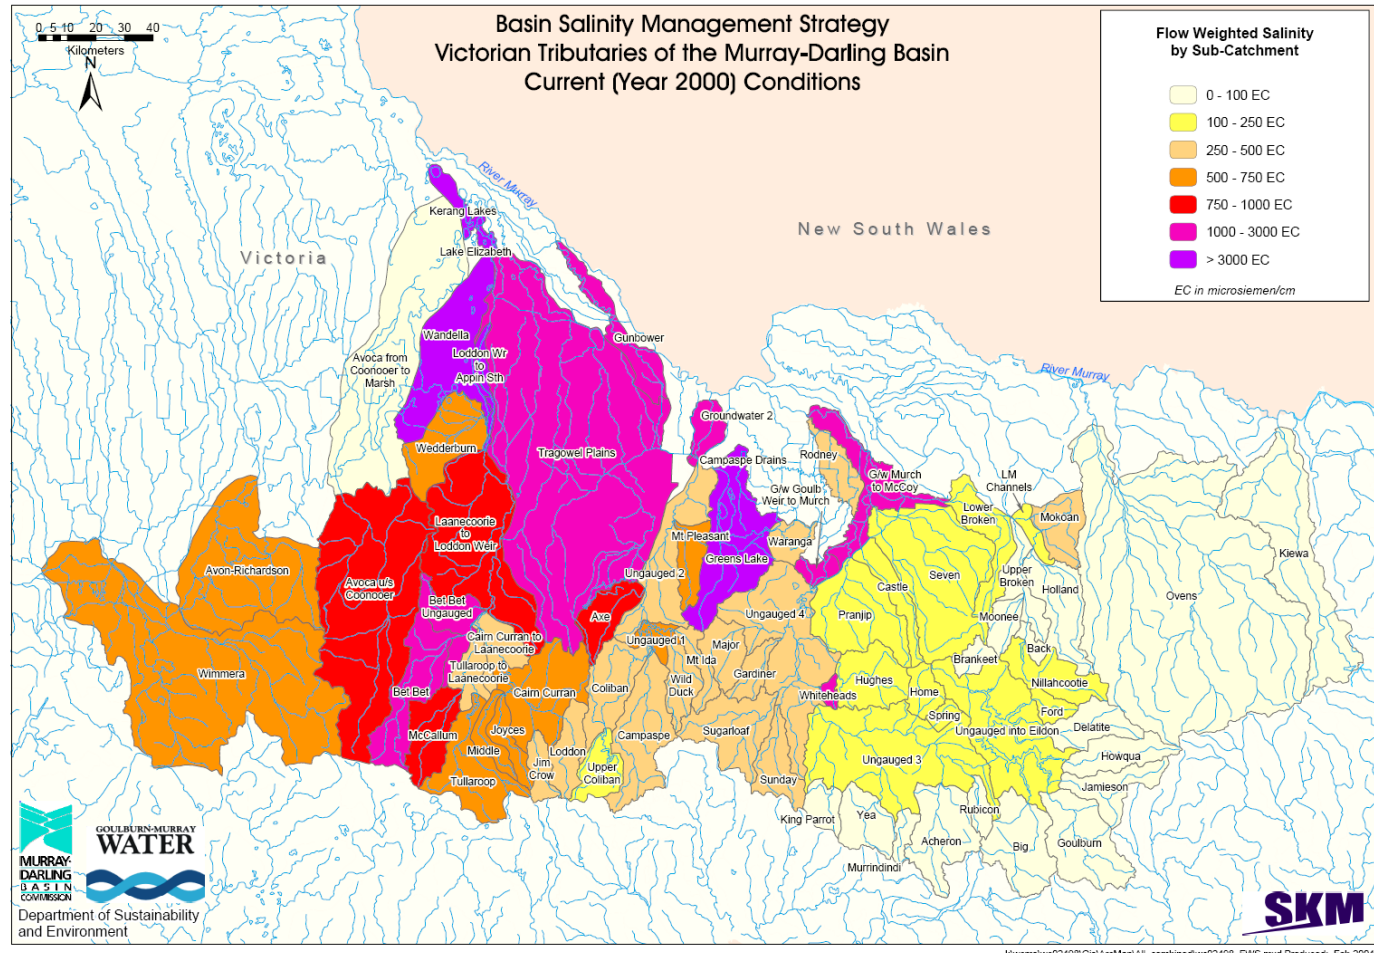 Basin Salinity Management Strategy
Victorian Tributaries of the Murray-Darling Basin
Current (Year 2000) Conditions
0 5 10 20 30 40
Kilometers
N
Flow Weighted Salinity
by Sub-Catchment
0 - 100 EC
100 - 250 EC
250 - 500 EC
500 - 750 EC
750 - 1000 EC
1000 - 3000 EC
> 3000 EC
EC in microsiemen/cm
River Murray
Kerang Lakes
New South Wales
Victoria
Lake Elizabeth
Wandella
Gunbower
Loddon Wr
to
Appin Sth
Avoca from
Coonooer to
Marsh
River Murray
Groundwater 2
Wedderburn
Tragowel Plains
Campaspe Drains
Rodney
G/w Murch
to McCoy
LM
Channels
G/w Goulb
Weir to Murch
Lower
Broken
Mokoan
Laanecoorie
to
Loddon Weir
Mt Pleasant
Waranga
Greens Lake
Kiewa
Avon-Richardson
Avoca u/s
Coonooer
Ungauged 2
Castle
Seven
Upper
Broken
Holland
Ovens
Bet Bet
Ungauged
Axe
Ungauged 4
Pranjip
Moonee
Cairn Curran to
Laanecoorie
Ungauged 1
Major
Back
Mt Ida
Brankeet
Tullaroop to
Laanecoorie
Wimmera
Gardiner
Wild
Duck
Hughes
Nillahcootie
Bet Bet
Cairn Curran
Coliban
Whiteheads
Home
Spring
Ford
McCallum
Joyces
Campaspe
Sugarloaf
Ungauged into Eildon
Delatite
Middle
Loddon
Howqua
Jim
Crow
Upper
Coliban
Ungauged 3
Tullaroop
Sunday
Jamieson
Rubicon
King Parrot
Yea
Acheron
Big
Goulburn
Murrindindi
MURRAY-
DARLING
BASIN
COMMISSION
GOULBURN-MURRAY
WATER
Department of Sustainability
and Environment
SKM